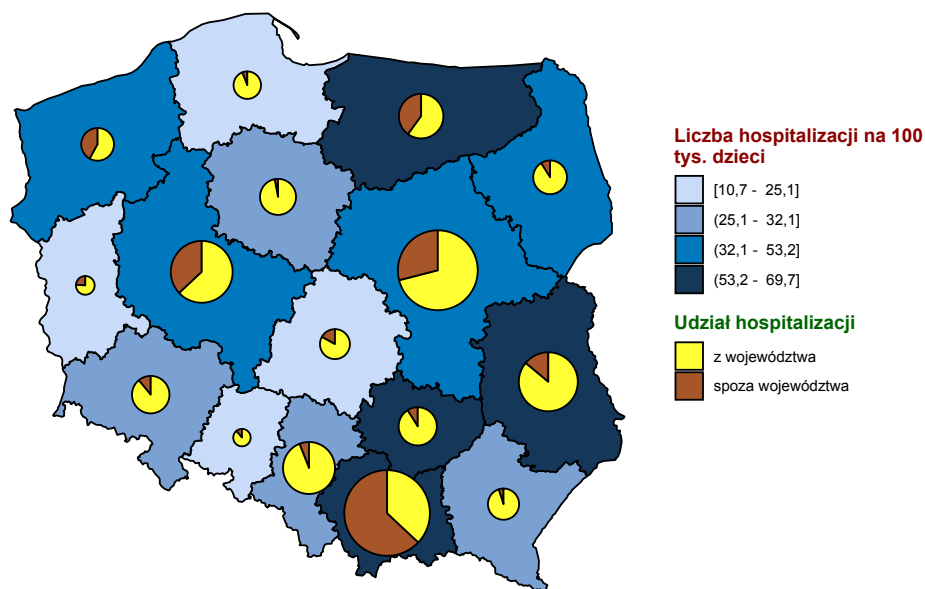 Liczba hospitalizacji na 100
tys. dzieci
[10,7 - 25,1]
(25,1 - 32,1]
(32,1 - 53,2]
(53,2 - 69,7]
Udział hospitalizacji
z województwa
spoza województwa